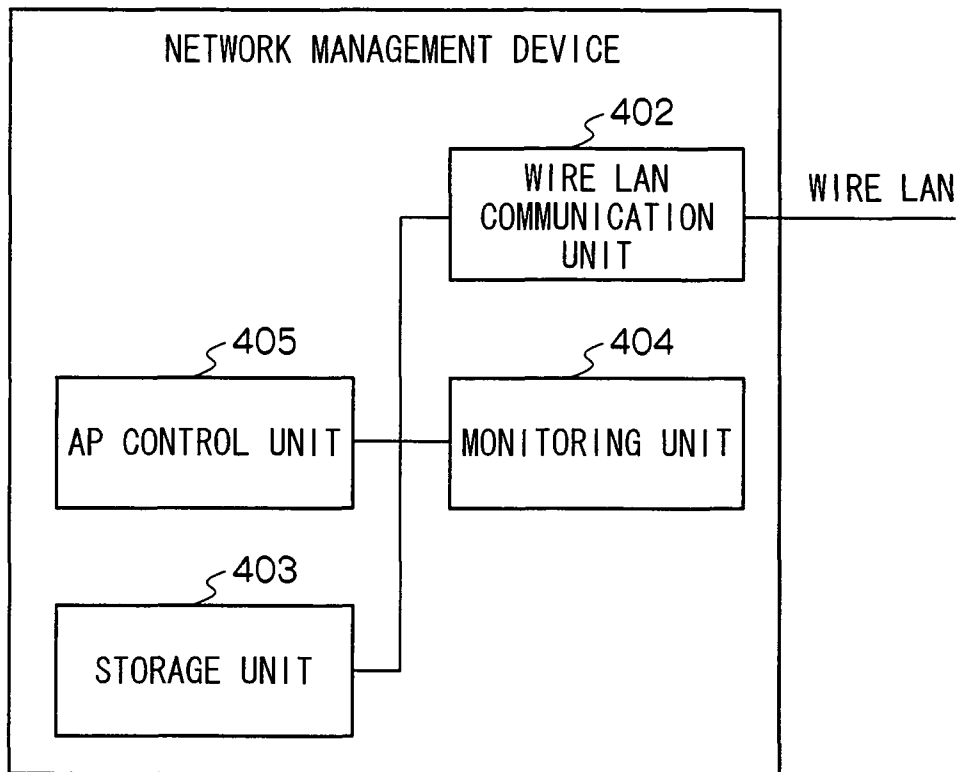 NETWORK MANAGEMENT DEVICE
402
WIRE LAN
COMMUNICATION
UNIT
WIRE LAN
405
AP CONTROL UNIT
404
MONITORING UNIT
403
STORAGE UNIT